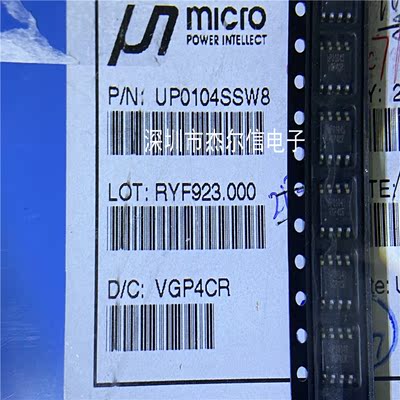 micro
POWER INTELLECT
P/N: UP0104SSW8
深圳市杰尔信电子
LOT: RYF923.000
D/C: VGP4CR